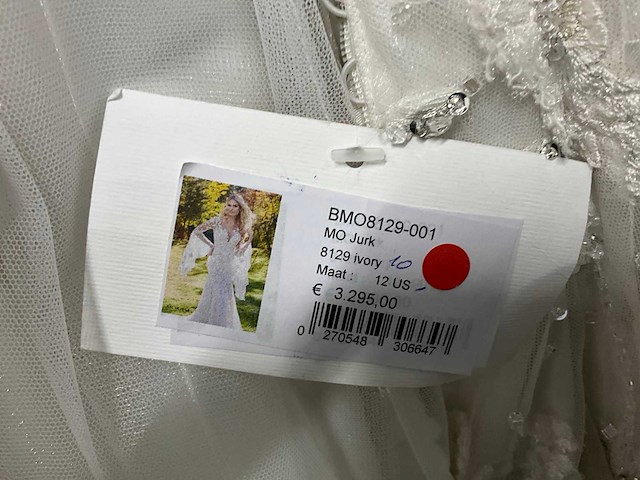 BMO8129-001
MO Jurk
8129 ivory 10
Maat : 12 US -
€ 3.295,00
0 270548 306647